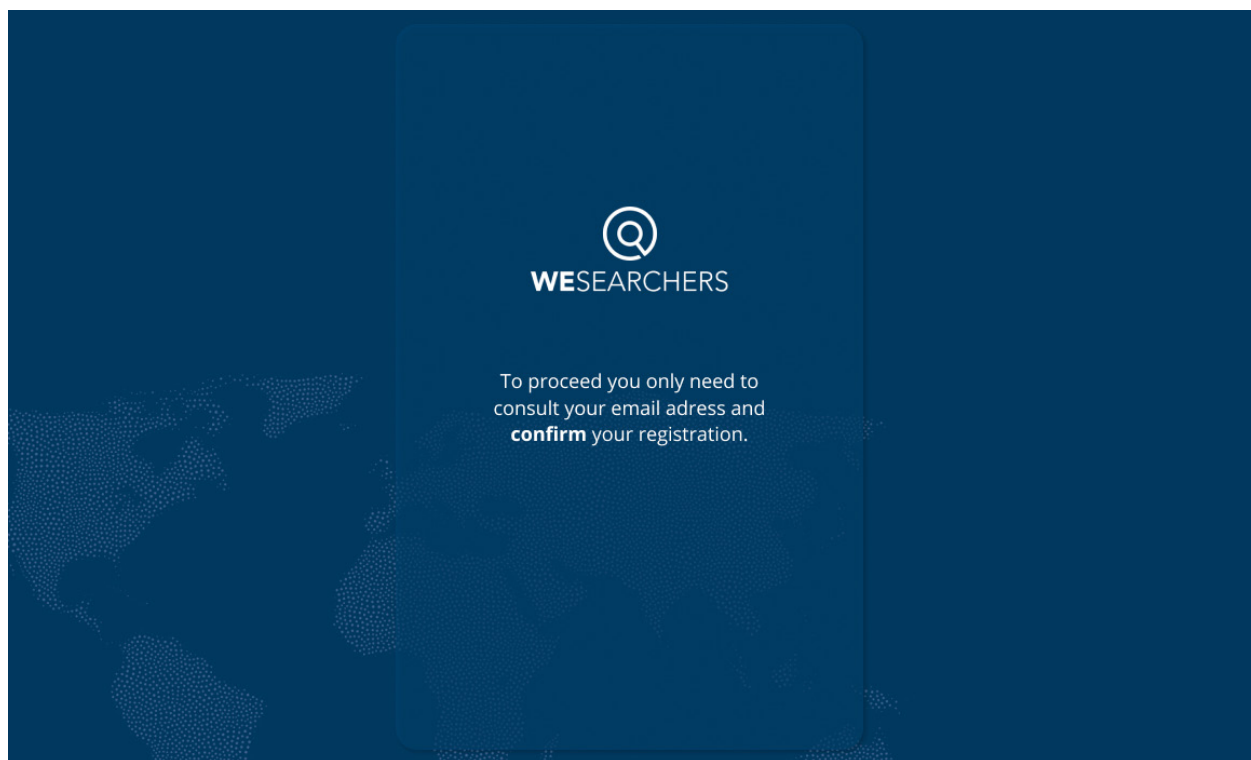 WESEARCHERS
To proceed you only need to
consult your email adress and
confirm your registration.